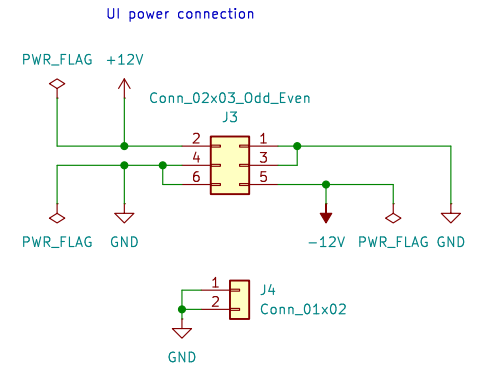 UI power connection
PWR_FLAG +12V
Conn_02x03_Odd_Even
J3
2 1
4 3
6 5
PWR_FLAG GND -12V PWR_FLAG GND
1 J4
2 Conn_01x02
GND